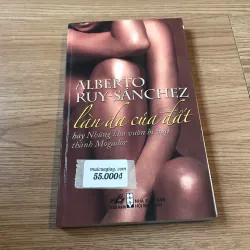 ALBERTO
RUY-SÁNCHEZ
làn da của đất
hay Những khu vườn bí mật
thành Mogador
55.000đ